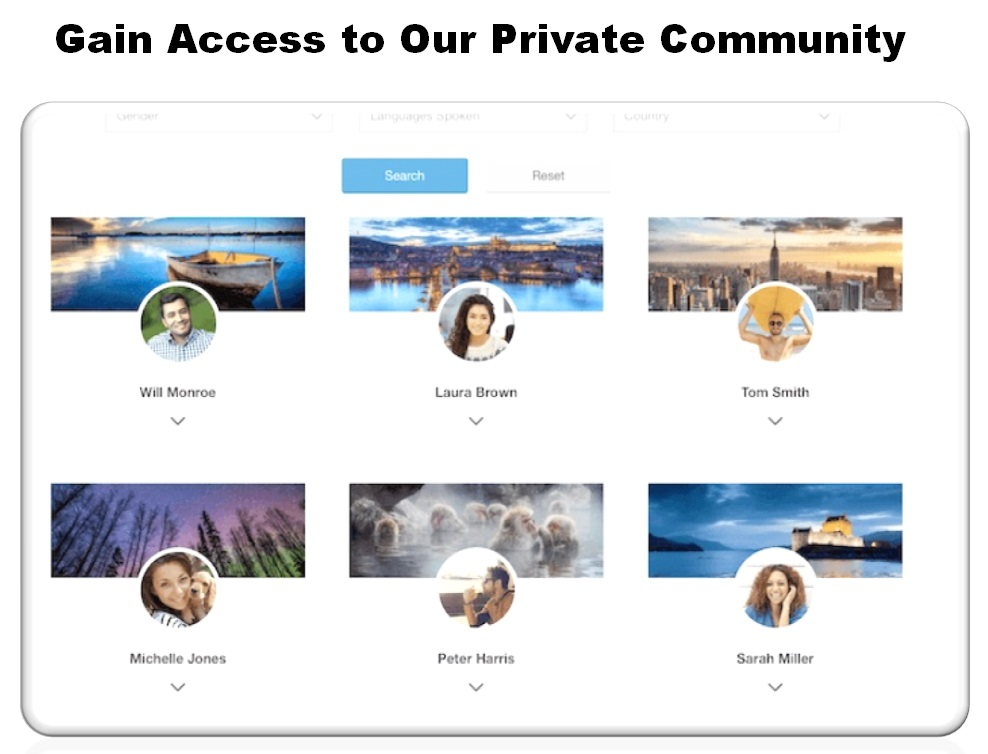 Gain Access to Our Private Community
Gender Languages Spoken Country
Search Reset
Will Monroe Laura Brown Tom Smith
Michelle Jones Peter Harris Sarah Miller